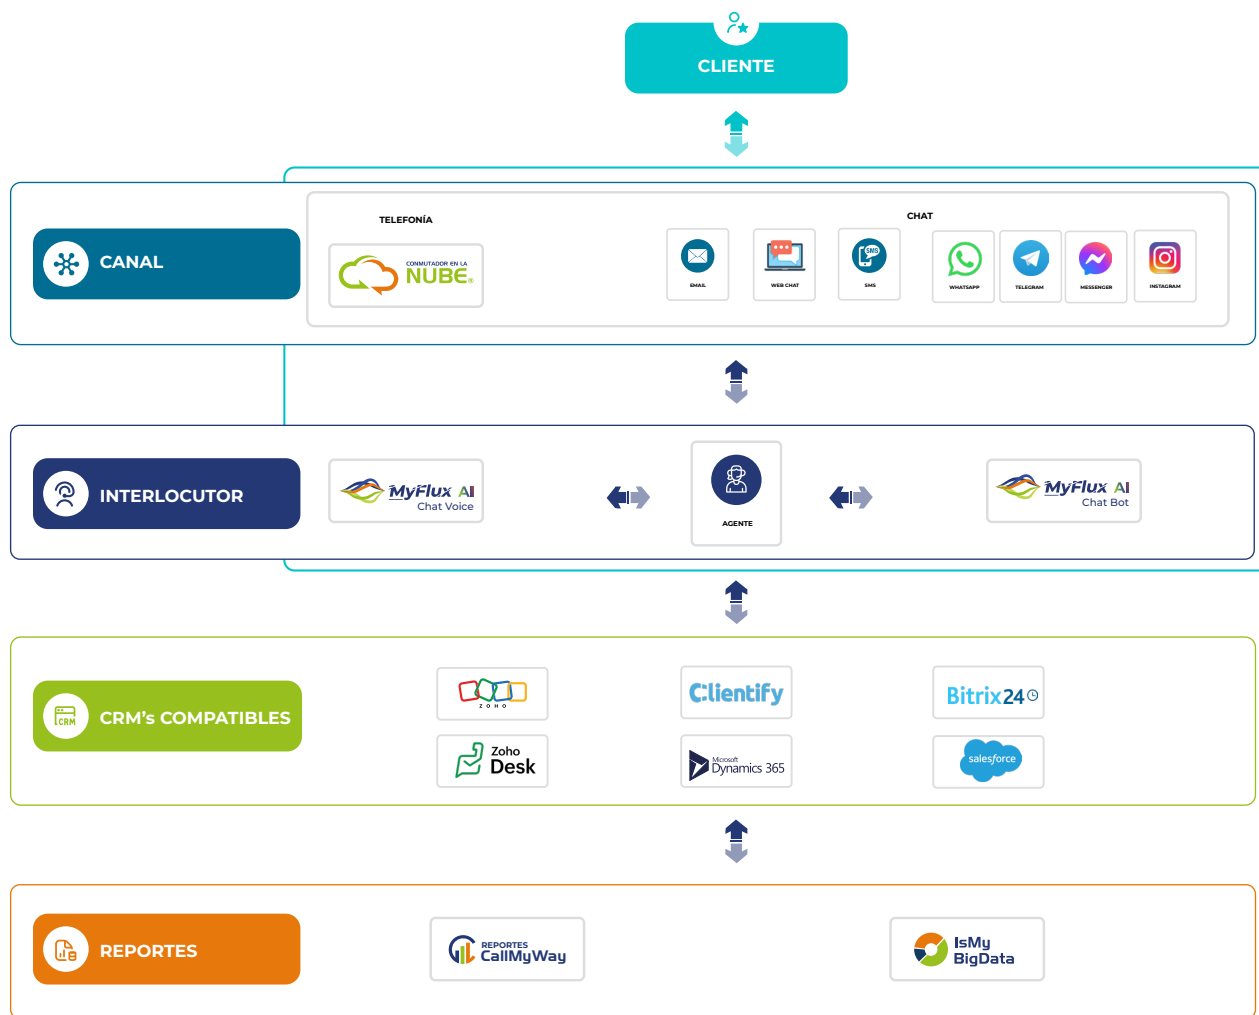 CLIENTE
CANAL
TELEFONÍA
CONMUTADOR EN LA
NUBE®
CHAT
EMAIL
WEB CHAT
SMS
SMS
WHATSAPP
TELEGRAM
MESSENGER
INSTAGRAM
INTERLOCUTOR
MyFlux AI
Chat Voice
AGENTE
MyFlux AI
Chat Bot
CRM
CRM's COMPATIBLES
ZOHO
Clientify
Bitrix24
Zoho
Desk
Microsoft
Dynamics 365
salesforce
REPORTES
REPORTES
CallMyWay
IsMy
BigData